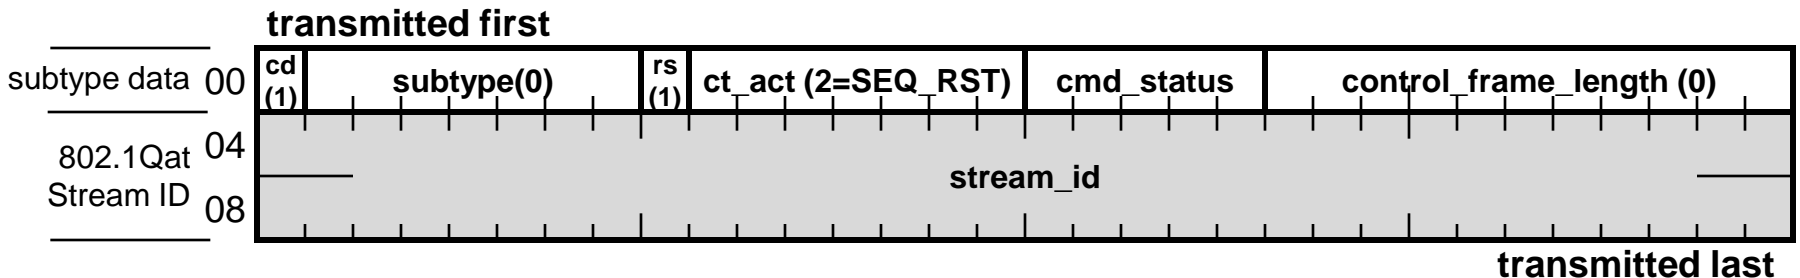 transmitted first
subtype data 00 cd (1) subtype(0) rs (1) ct_act (2=SEQ_RST) cmd_status control_frame_length (0)
802.1Qat Stream ID 04 08 stream_id
transmitted last